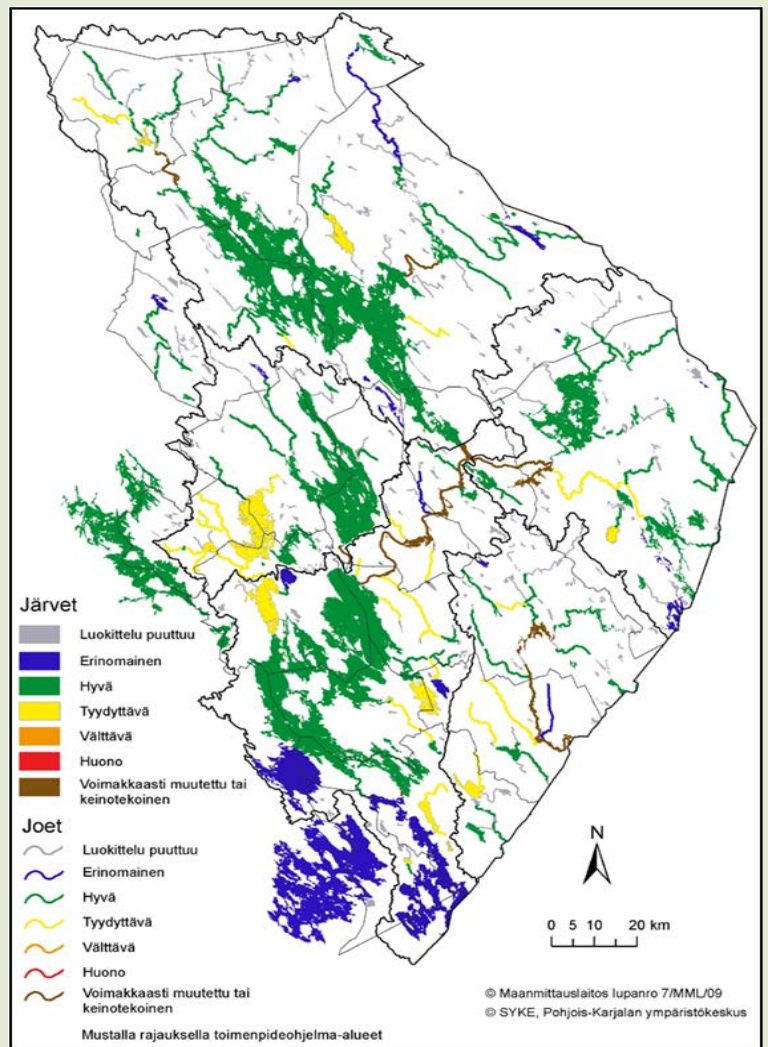 Järvet
Luokittelu puuttuu
Erinomainen
Hyvä
Tyydyttävä
Välttävä
Huono
Voimakkaasti muutettu tai
keinotekoinen
Joet
Luokittelu puuttuu
Erinomainen
Hyvä
Tyydyttävä
Välttävä
Huono
Voimakkaasti muutettu tai
keinotekoinen
Mustalla rajauksella toimenpideohjelma-alueet
N
0 5 10 20 km
© Maanmittauslaitos lupanro 7/MML/09
© SYKE, Pohjois-Karjalan ympäristökeskus